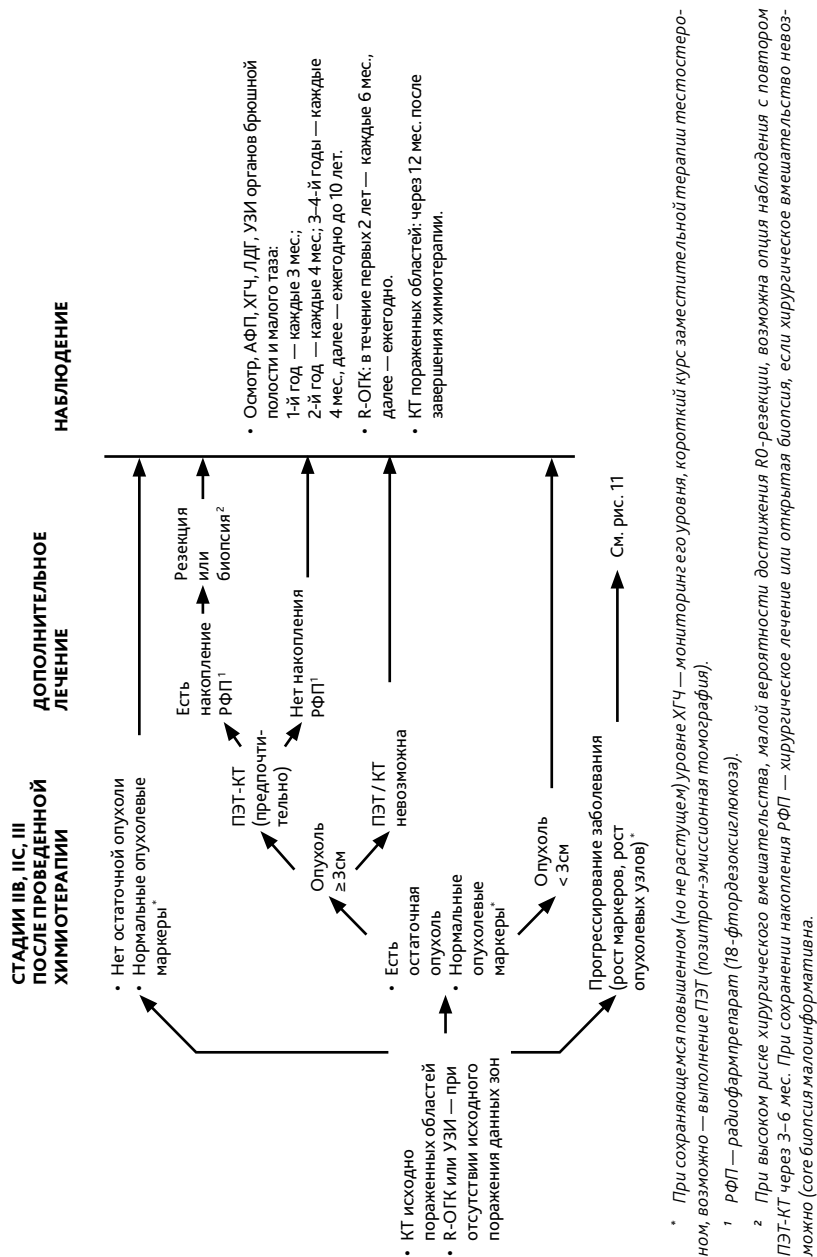 СТАДИИ IIB, IIC, III
ПОСЛЕ ПРОВЕДЕННОЙ
ХИМИОТЕРАПИИ
ДОПОЛНИТЕЛЬНОЕ
ЛЕЧЕНИЕ
НАБЛЮДЕНИЕ
• КТ исходно
пораженных областей
• R-ОГК или УЗИ — при
отсутствии исходного
поражения данных зон
• Нет остаточной опухоли
• Нормальные опухолевые
маркеры*
• Есть
остаточная
опухоль
• Нормальные
опухолевые
маркеры*
Прогрессирование заболевания
(рост маркеров, рост
опухолевых узлов)*
Опухоль
≥3см
Опухоль
< 3см
ПЭТ-КТ
(предпочти-
тельно)
ПЭТ / КТ
невозможна
Есть
накопление
РФП¹
Нет накопления
РФП¹
Резекция
или
биопсия²
См. рис. 11
• Осмотр, АФП, ХГЧ, ЛДГ, УЗИ органов брюшной
полости и малого таза:
1-й год — каждые 3 мес.;
2-й год — каждые 4 мес.; 3–4-й годы — каждые
4 мес., далее — ежегодно до 10 лет.
• R-ОГК: в течение первых 2 лет — каждые 6 мес.,
далее — ежегодно.
• КТ пораженных областей: через 12 мес. после
завершения химиотерапии.
* При сохраняющемся повышенном (но не растущем) уровне ХГЧ — мониторинг его уровня, короткий курс заместительной терапии тестостеро-
ном, возможно — выполнение ПЭТ (позитрон-эмиссионная томография).
¹ РФП — радиофармпрепарат (18-фтордезоксиглюкоза).
² При высоком риске хирургического вмешательства, малой вероятности достижения R0-резекции, возможна опция наблюдения с повтором
ПЭТ-КТ через 3–6 мес. При сохранении накопления РФП — хирургическое лечение или открытая биопсия, если хирургическое вмешательство невоз-
можно (core биопсия малоинформативна.